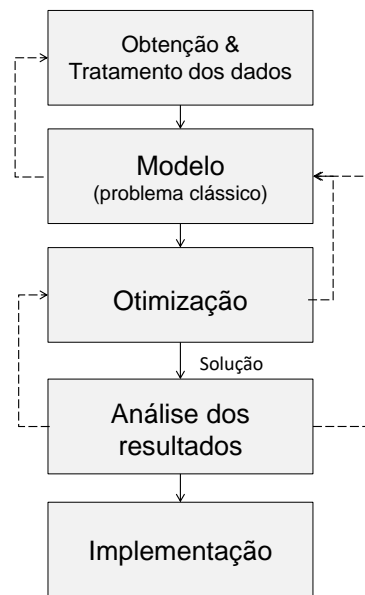 Obtenção &
Tratamento dos dados
Modelo
(problema clássico)
Otimização
Solução
Análise dos
resultados
Implementação